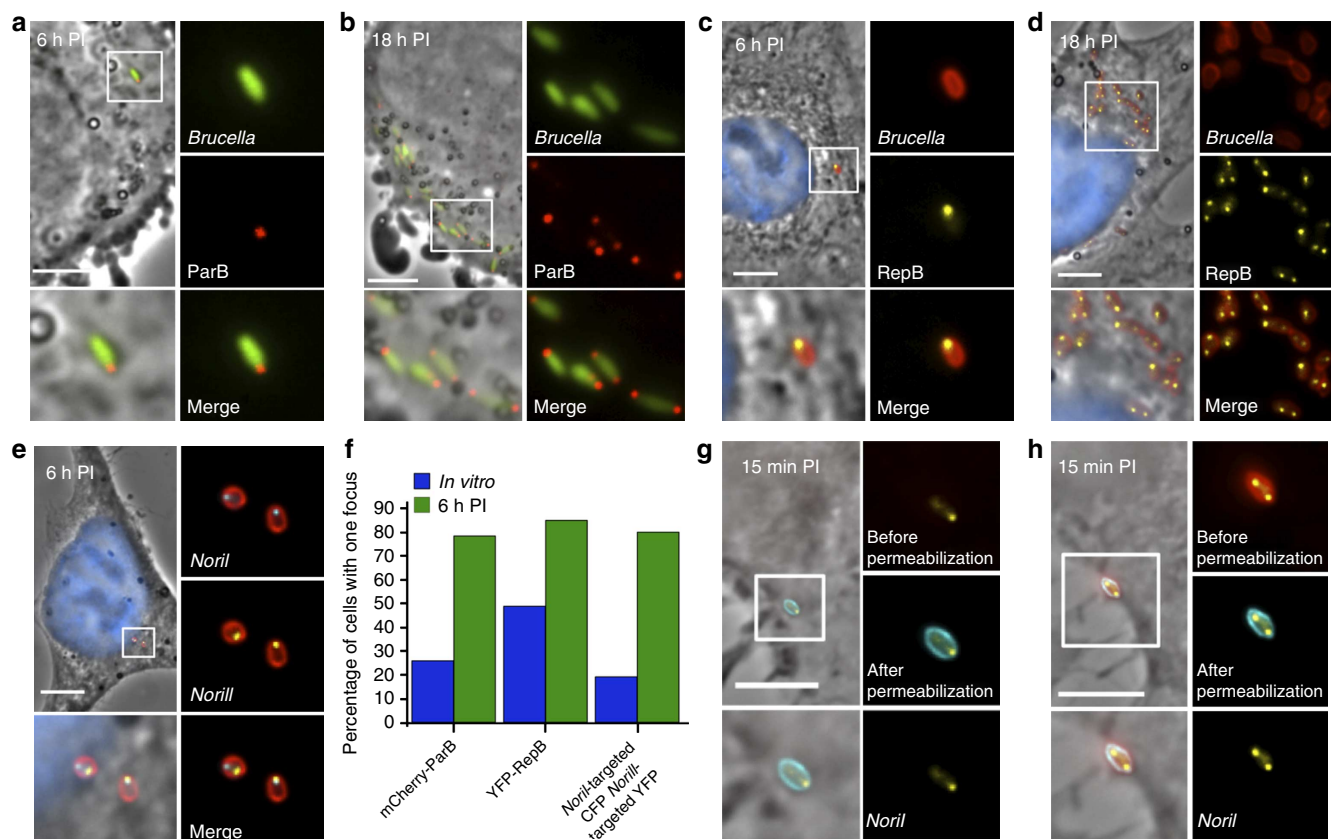 a
6 h PI
Brucella
ParB
Merge
b
18 h PI
Brucella
ParB
Merge
c
6 h PI
Brucella
RepB
Merge
d
18 h PI
Brucella
RepB
Merge
e
6 h PI
NoriI
NoriII
Merge
f
In vitro
6 h PI
Percentage of cells with one focus
90
80
70
60
50
40
30
20
10
0
mCherry-ParB
YFP-RepB
NoriI-targeted
CFP NoriII-
targeted YFP
g
15 min PI
Before
permeabilization
After
permeabilization
NoriI
h
15 min PI
Before
permeabilization
After
permeabilization
NoriI